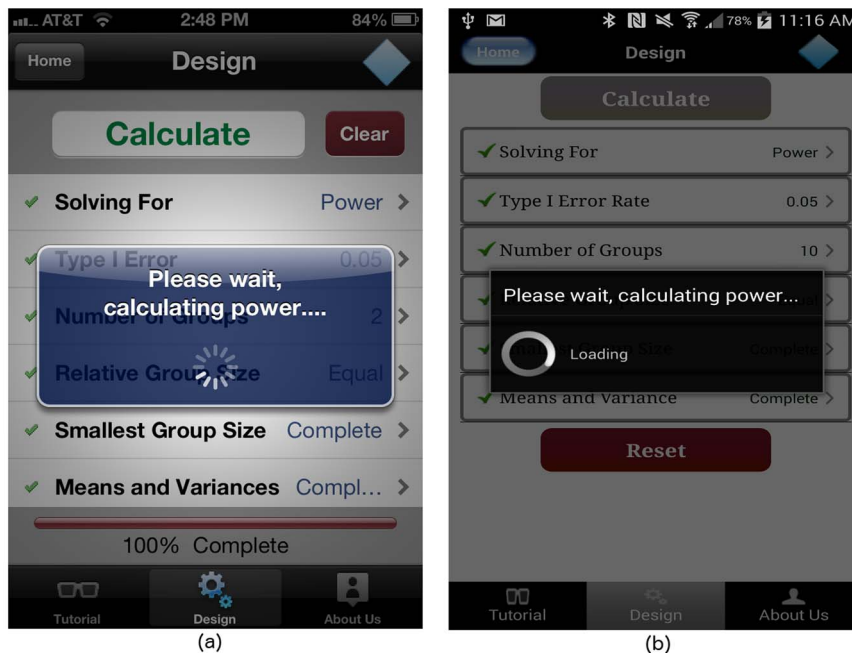 AT&T 2:48 PM 84%
Home Design
Calculate Clear
Solving For Power
Type I Error 0.05
Please wait,
calculating power....
Number of Groups 2
Relative Group Size Equal
Smallest Group Size Complete
Means and Variances Compl...
100% Complete
Tutorial Design About Us
(a)
78% 11:16 AM
Home Design
Calculate
Solving For Power
Type I Error Rate 0.05
Number of Groups 10
Please wait, calculating power...
Loading
Size Complete
Means and Variance Complete
Reset
Tutorial Design About Us
(b)